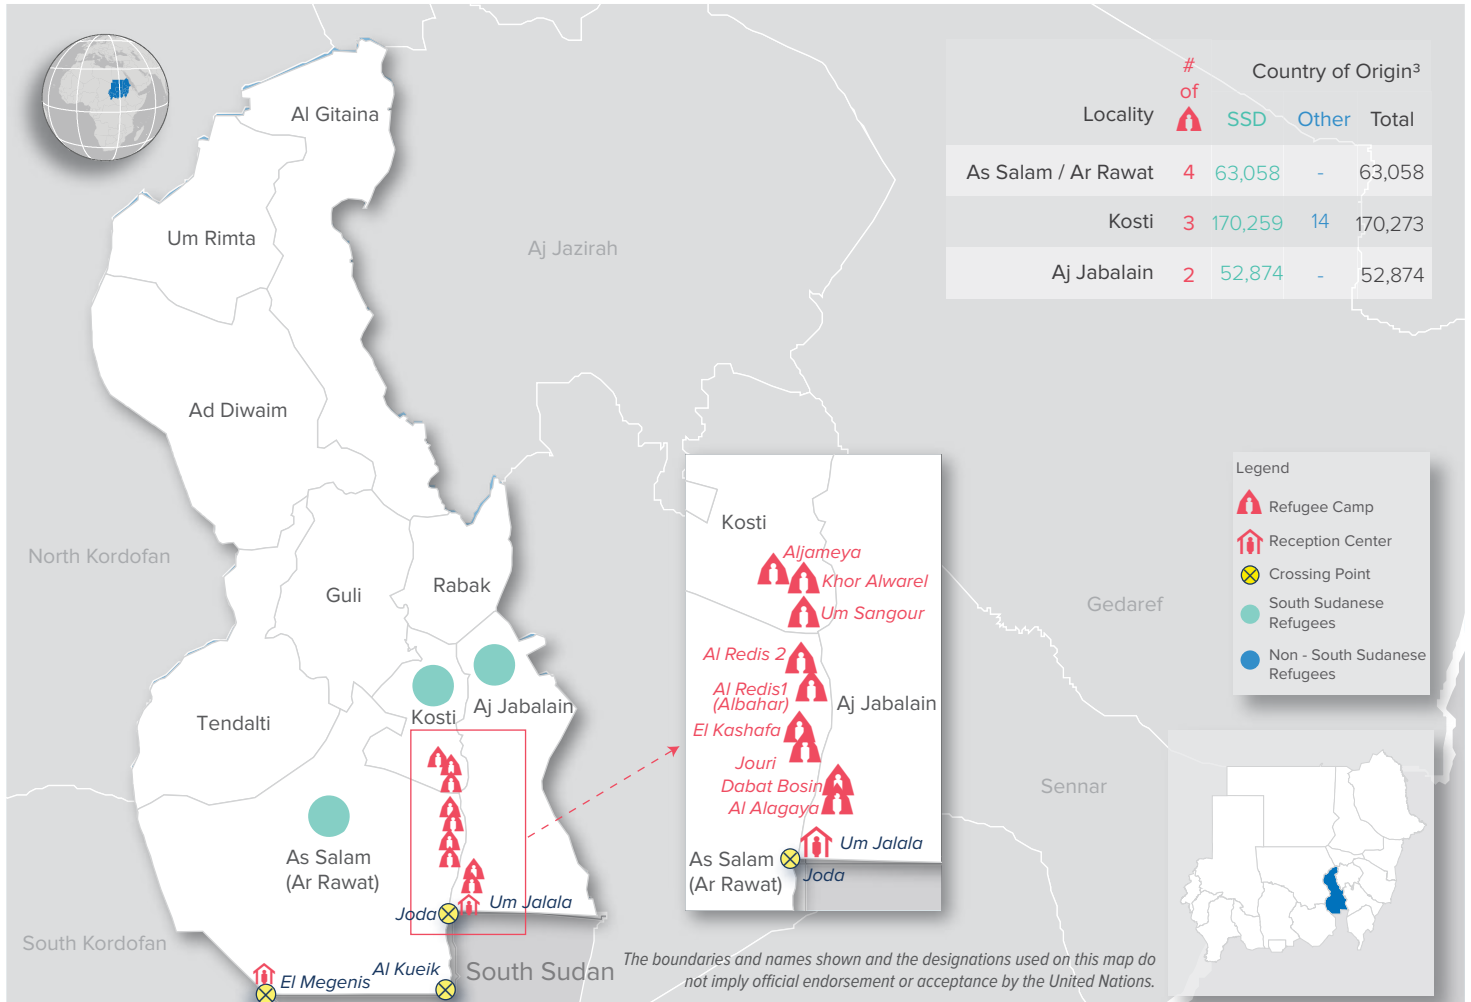 Al Gitaina
Um Rimta
Aj Jazirah
Ad Diwaim
North Kordofan
Guli
Rabak
Tendalti
Kosti
Aj Jabalain
As Salam
(Ar Rawat)
Joda
Um Jalala
South Kordofan
El Megenis
Al Kueik
South Sudan
Gedaref
Sennar
# of
Country of Origin³
Locality
SSD
Other
Total
As Salam / Ar Rawat 4 63,058 - 63,058
Kosti 3 170,259 14 170,273
Aj Jabalain 2 52,874 - 52,874
Kosti
Aljameya
Khor Alwarel
Um Sangour
Al Redis 2
Al Redis1
(Albahar)
Aj Jabalain
El Kashafa
Jouri
Dabat Bosin
Al Alagaya
Um Jalala
As Salam
(Ar Rawat)
Joda
Legend
Refugee Camp
Reception Center
Crossing Point
South Sudanese
Refugees
Non - South Sudanese
Refugees
The boundaries and names shown and the designations used on this map do
not imply official endorsement or acceptance by the United Nations.